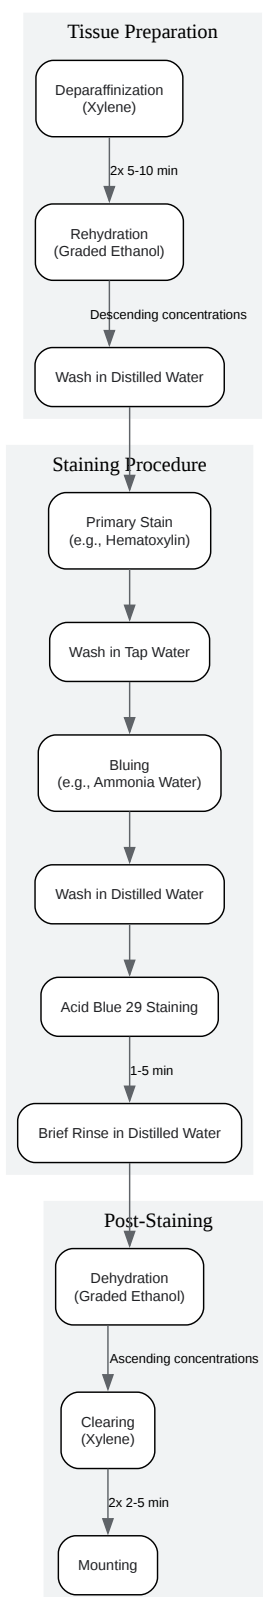 Tissue Preparation
Deparaffinization
(Xylene)
2x 5-10 min
Rehydration
(Graded Ethanol)
Descending concentrations
Wash in Distilled Water
Staining Procedure
Primary Stain
(e.g., Hematoxylin)
Wash in Tap Water
Bluing
(e.g., Ammonia Water)
Wash in Distilled Water
Acid Blue 29 Staining
1-5 min
Brief Rinse in Distilled Water
Post-Staining
Dehydration
(Graded Ethanol)
Ascending concentrations
Clearing
(Xylene)
2x 2-5 min
Mounting